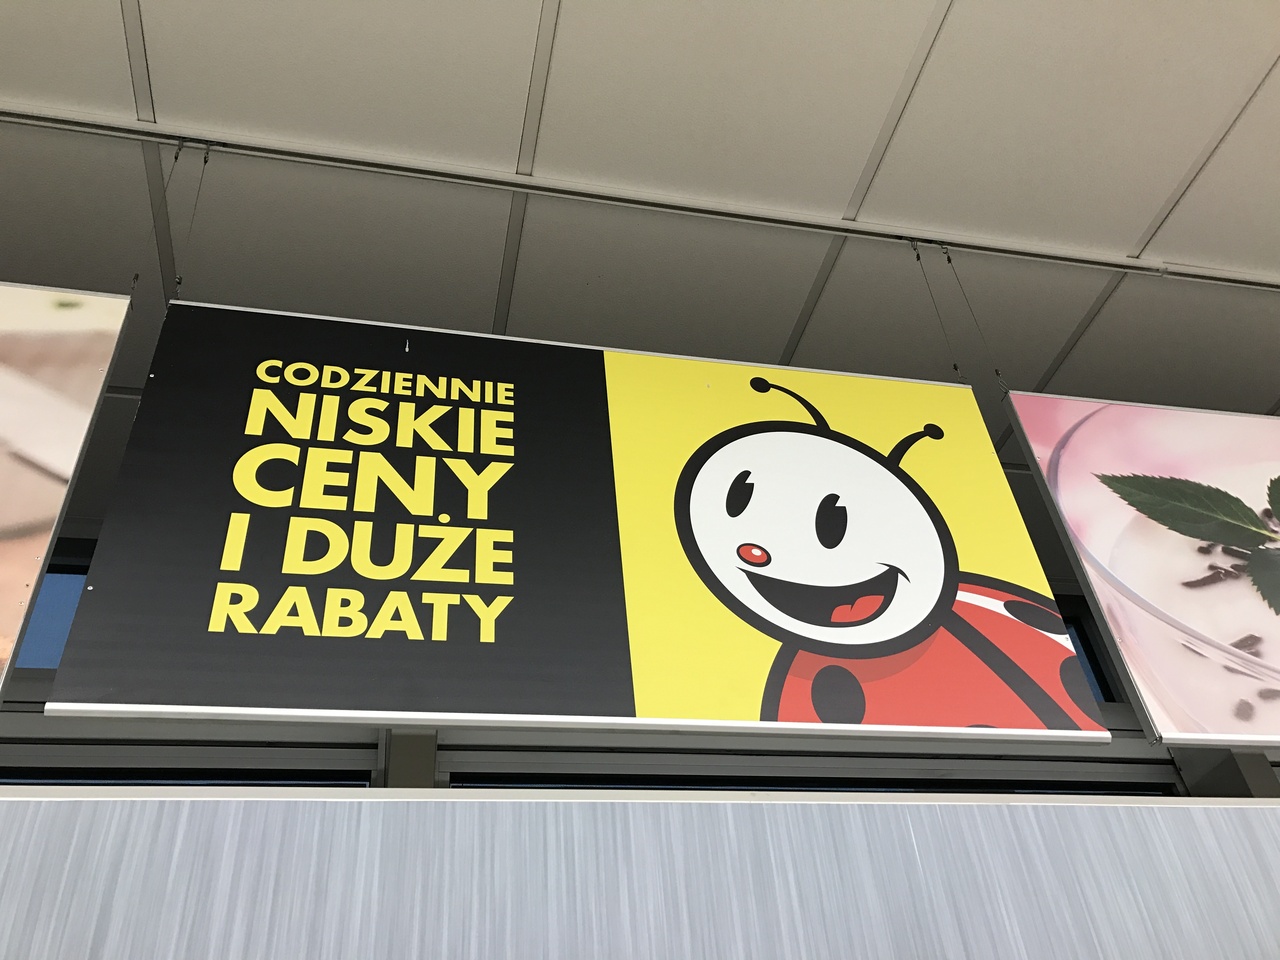 CODZIENNIE
NISKIE
CENY
I DUŻE
RABATY